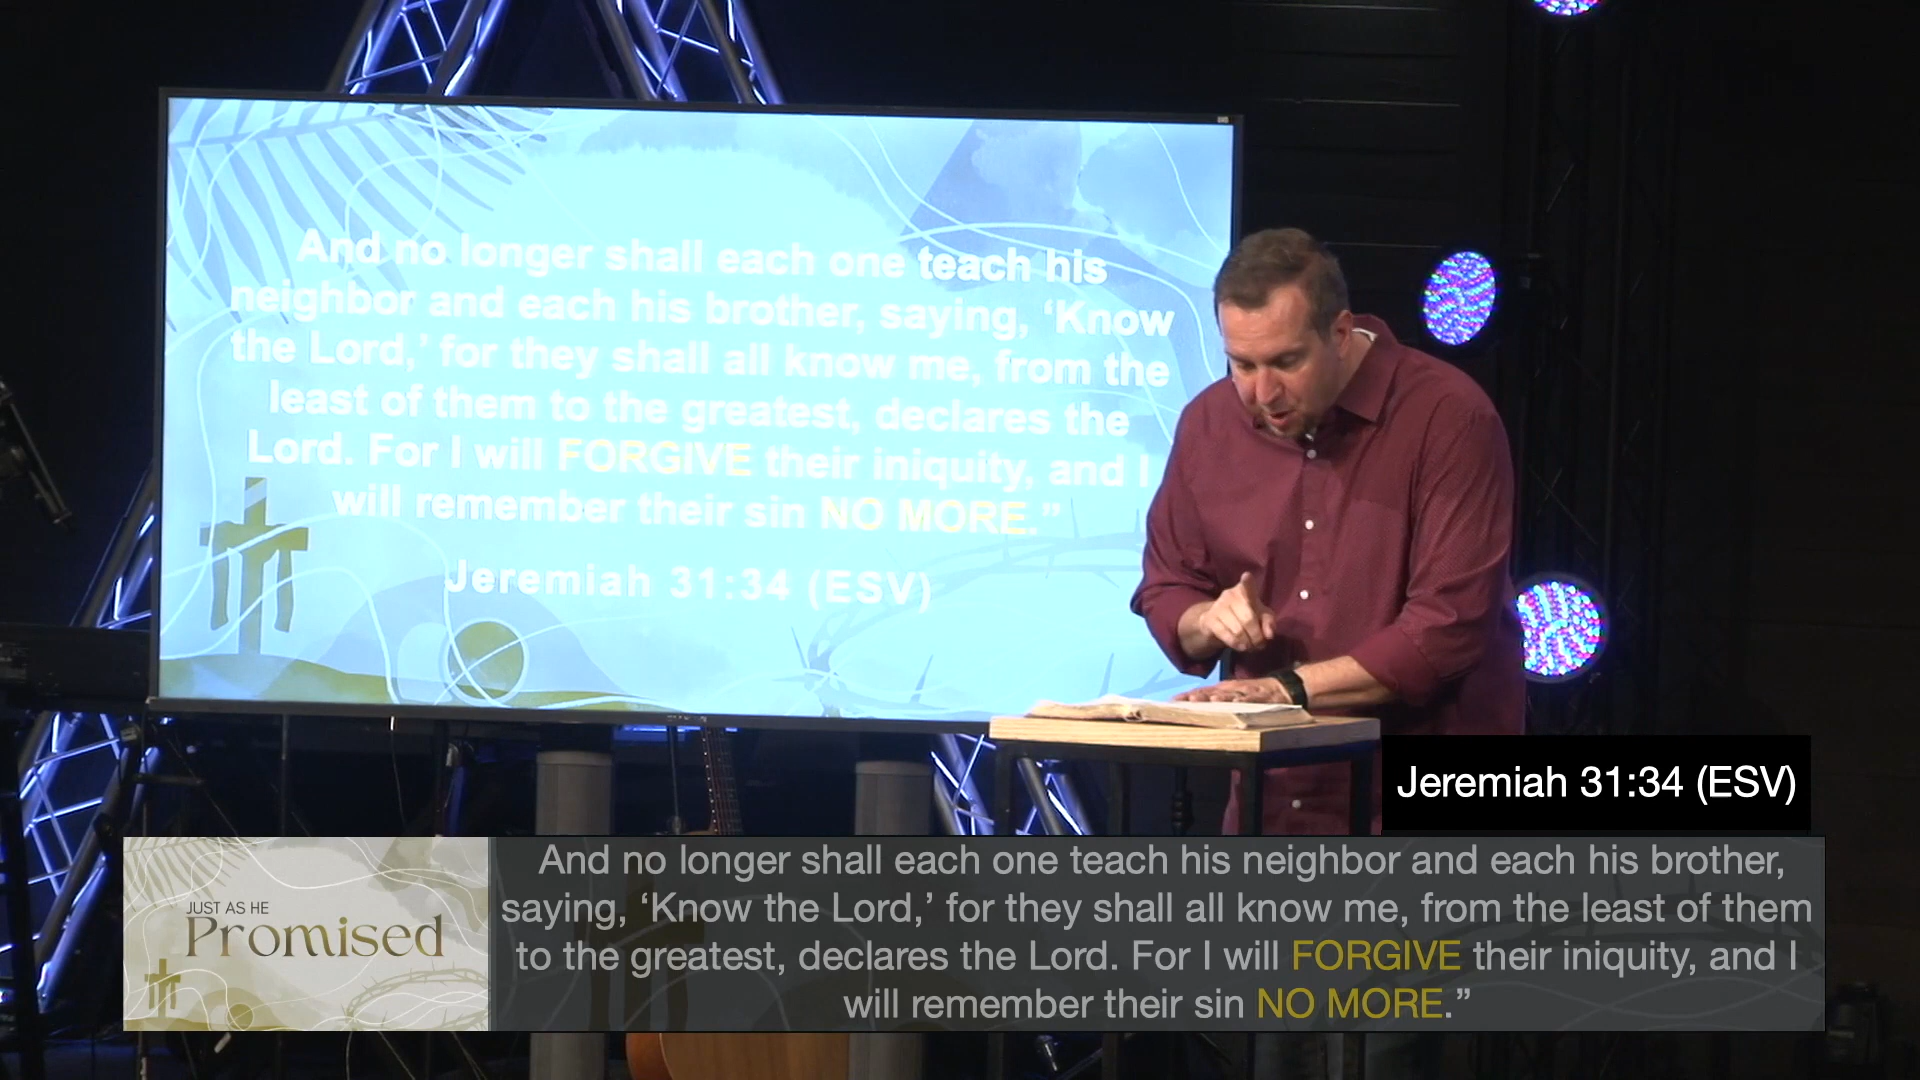 And no longer shall each one teach his
neighbor and each his brother, saying, ‘Know
the Lord,’ for they shall all know me, from the
least of them to the greatest, declares the
Lord. For I will FORGIVE their iniquity, and I
will remember their sin NO MORE.”
Jeremiah 31:34 (ESV)
Jeremiah 31:34 (ESV)
JUST AS HE
Promised
And no longer shall each one teach his neighbor and each his brother,
saying, ‘Know the Lord,’ for they shall all know me, from the least of them
to the greatest, declares the Lord. For I will FORGIVE their iniquity, and I
will remember their sin NO MORE.”